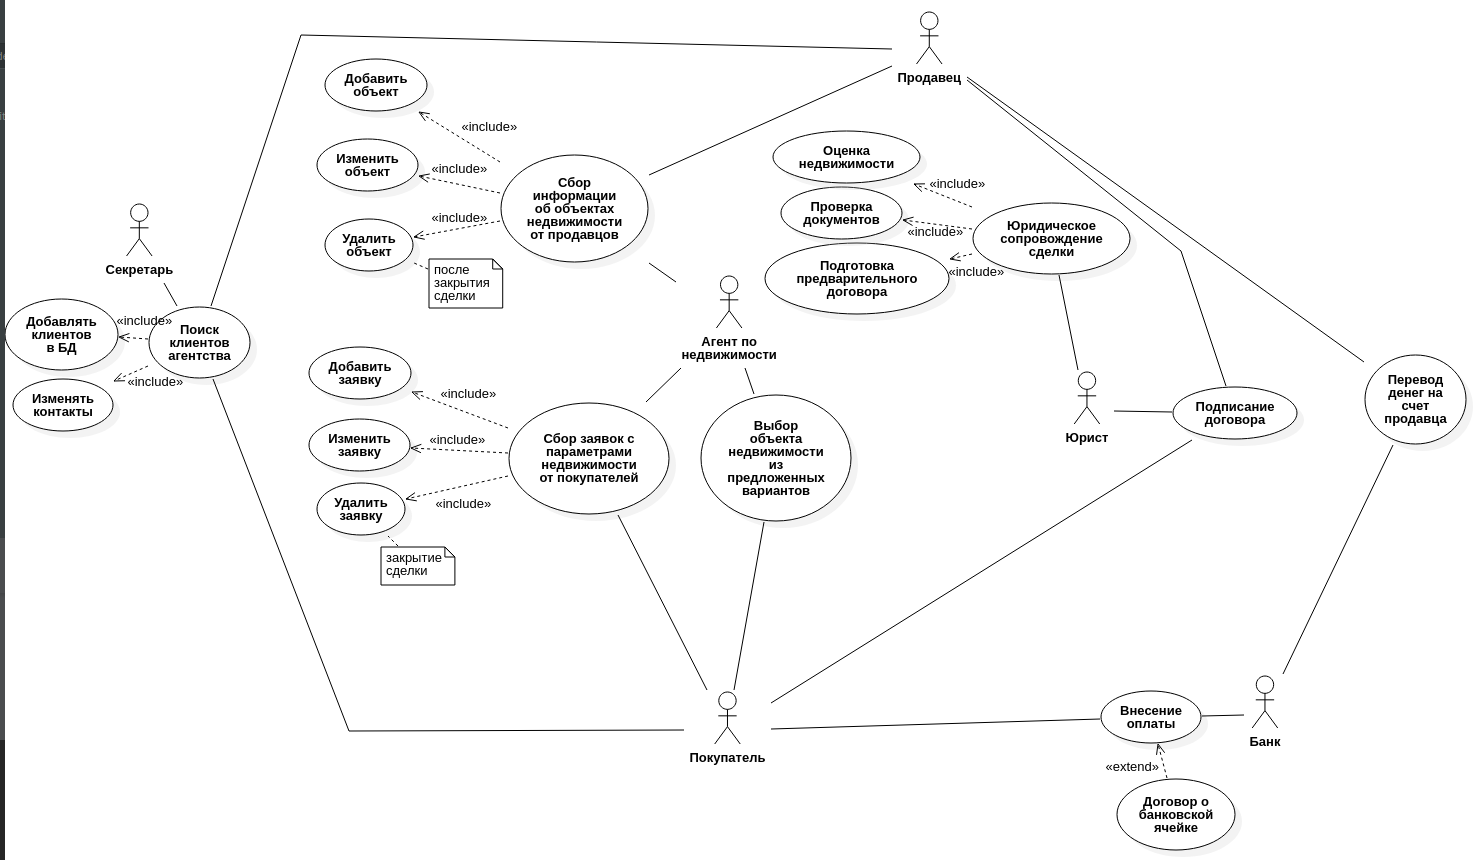 Продавец
Добавить
объект
«include»
Изменить
объект
«include»
Удалить
объект
«include»
после
закрытия
сделки
Сбор
информации
об объектах
недвижимости
от продавцов
Оценка
недвижимости
«include»
Проверка
документов
«include»
Подготовка
предварительного
договора
«include»
Юридическое
сопровождение
сделки
Секретарь
Добавлять
клиентов
в БД
«include»
Изменять
контакты
«include»
Поиск
клиентов
агентства
Агент по
недвижимости
Добавить
заявку
«include»
Изменить
заявку
«include»
Удалить
заявку
«include»
закрытие
сделки
Сбор заявок с
параметрами
недвижимости
от покупателей
Выбор
объекта
недвижимости
из
предложенных
вариантов
Юрист
Подписание
договора
Перевод
денег на
счет
продавца
Покупатель
Внесение
оплаты
Банк
«extend»
Договор о
банковской
ячейке